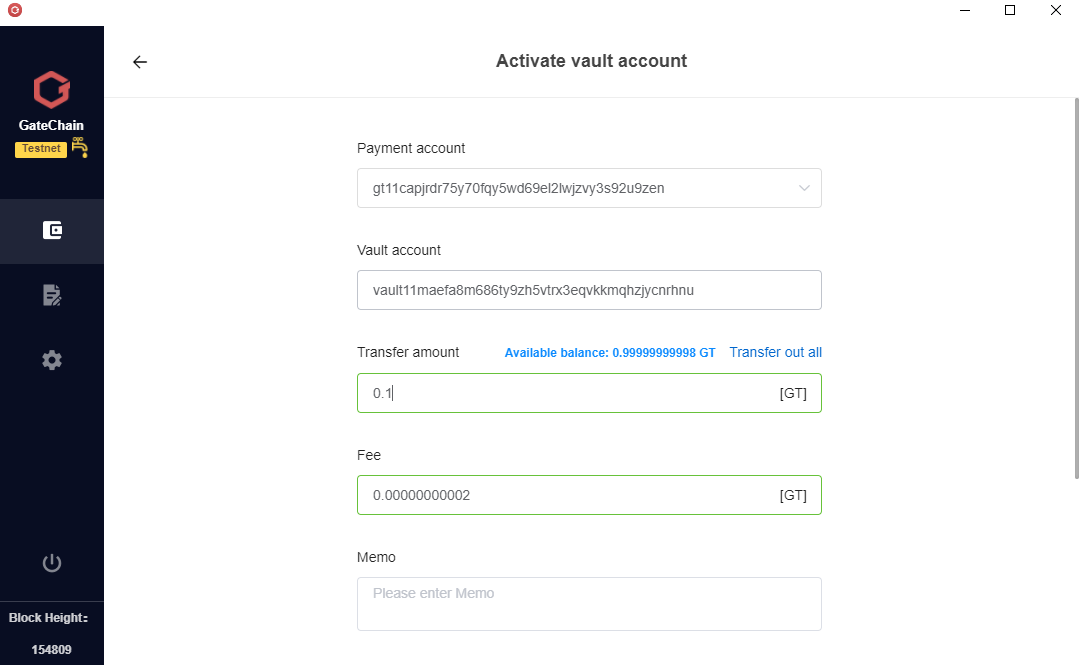 Activate vault account
GateChain
Testnet
Payment account
gt11capjrdr75y70fqy5wd69el2lwjzvy3s92u9zen
Vault account
vault11maefa8m686ty9zh5vtrx3eqvkkmqhzjycnrhnu
Transfer amount Available balance: 0.99999999998 GT Transfer out all
0.1 [GT]
Fee
0.00000000002 [GT]
Memo
Please enter Memo
Block Height:
154809